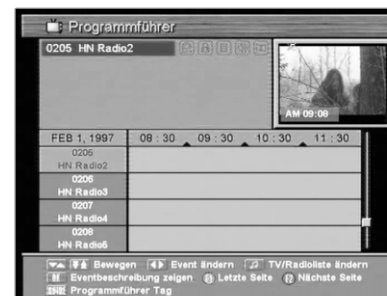 Programmführer
0205 HN Radio2
AM 09:08
FEB 1, 1997 08 : 30 09 : 30 10 : 30 11 : 30
0205
HN Radio2
0206
HN Radio3
0207
HN Radio4
0208
HN Radio5
Bewegen Event ändern TV/Radioliste ändern
Eventbeschreibung zeigen Letzte Seite Nächste Seite
Programmführer Tag